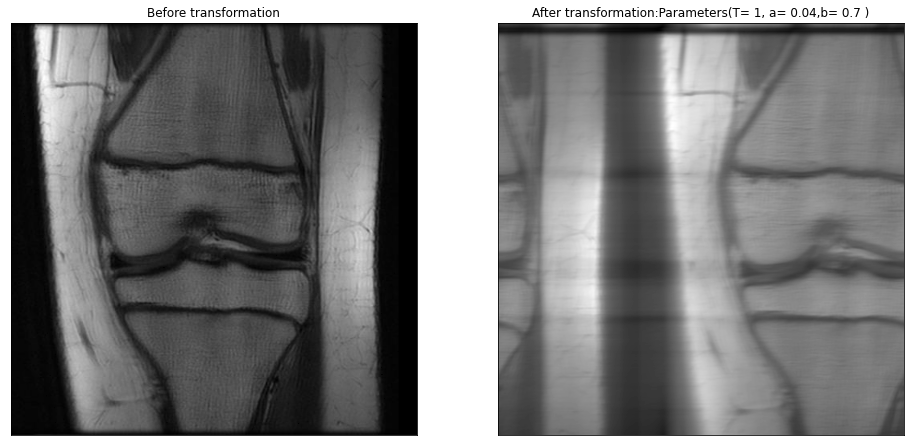 Before transformation
After transformation:Parameters(T= 1, a= 0.04,b= 0.7 )